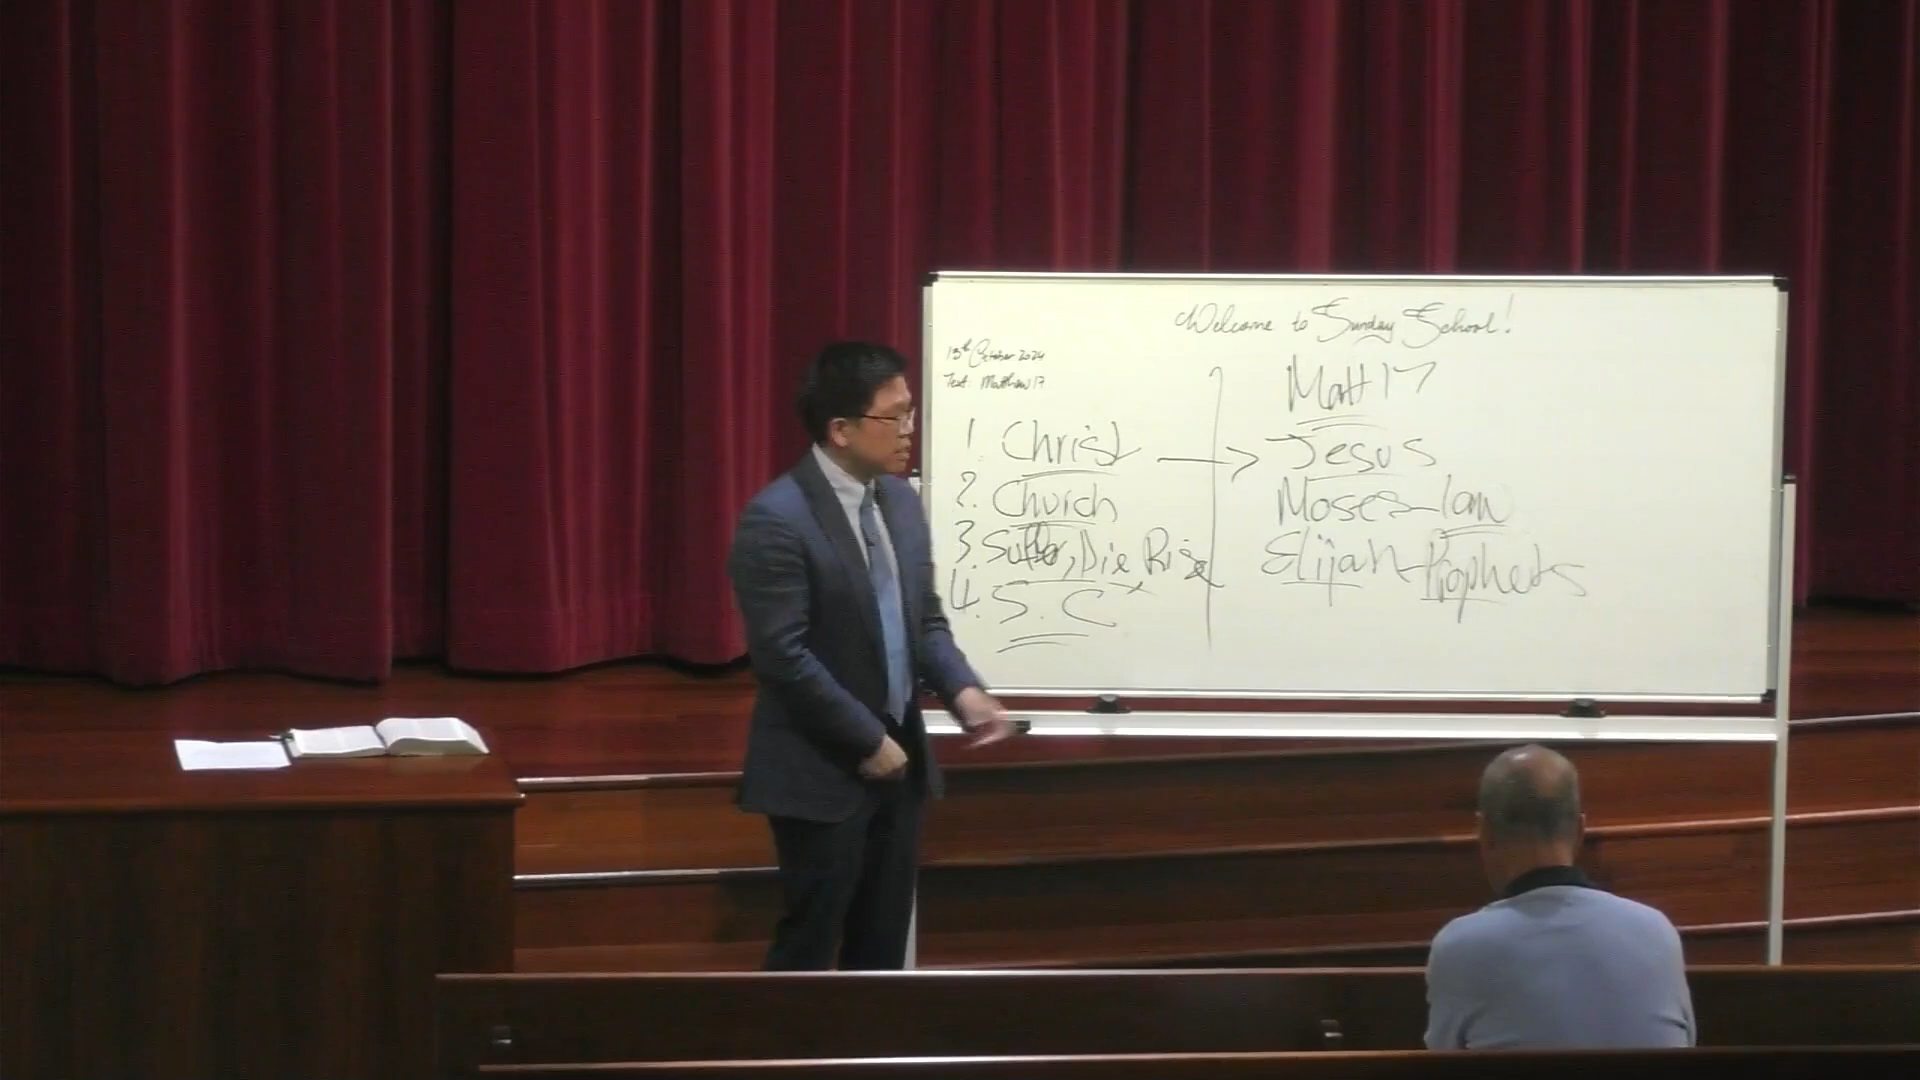 Welcome to Sunday School!
13th October 2024
Text: Matthew 17
1. Christ
2. Church
3. Suffer, Die Rise
4. S. C
Matt 17
Jesus
Moses-law
Elijah-Prophets